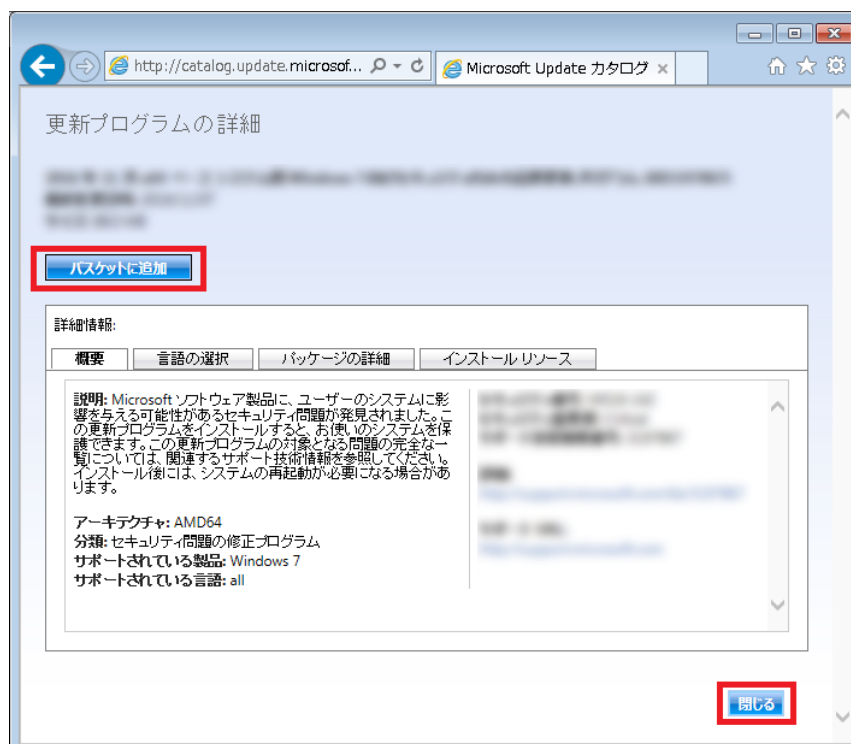 http://catalog.update.microsof...
Microsoft Update カタログ
更新プログラムの詳細
バスケットに追加
詳細情報:
概要
言語の選択
パッケージの詳細
インストール リソース
説明: Microsoft ソフトウェア製品に、ユーザーのシステムに影
響を与える可能性があるセキュリティ問題が発見されました。こ
の更新プログラムをインストールすると、お使いのシステムを保
護できます。この更新プログラムの対象となる問題の完全な一
覧については、関連するサポート技術情報を参照してください。
インストール後には、システムの再起動が必要になる場合があ
ります。
アーキテクチャ: AMD64
分類: セキュリティ問題の修正プログラム
サポートされている製品: Windows 7
サポートされている言語: all
閉じる